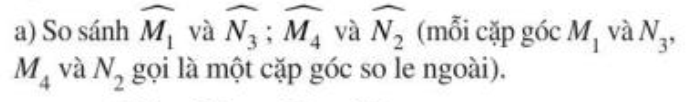 a) So sánh $\widehat{M_1}$ và $\widehat{N_3}$ ; $\widehat{M_4}$ và $\widehat{N_2}$ (mỗi cặp góc $M_1$ và $N_3$,
$M_4$ và $N_2$ gọi là một cặp góc so le ngoài).